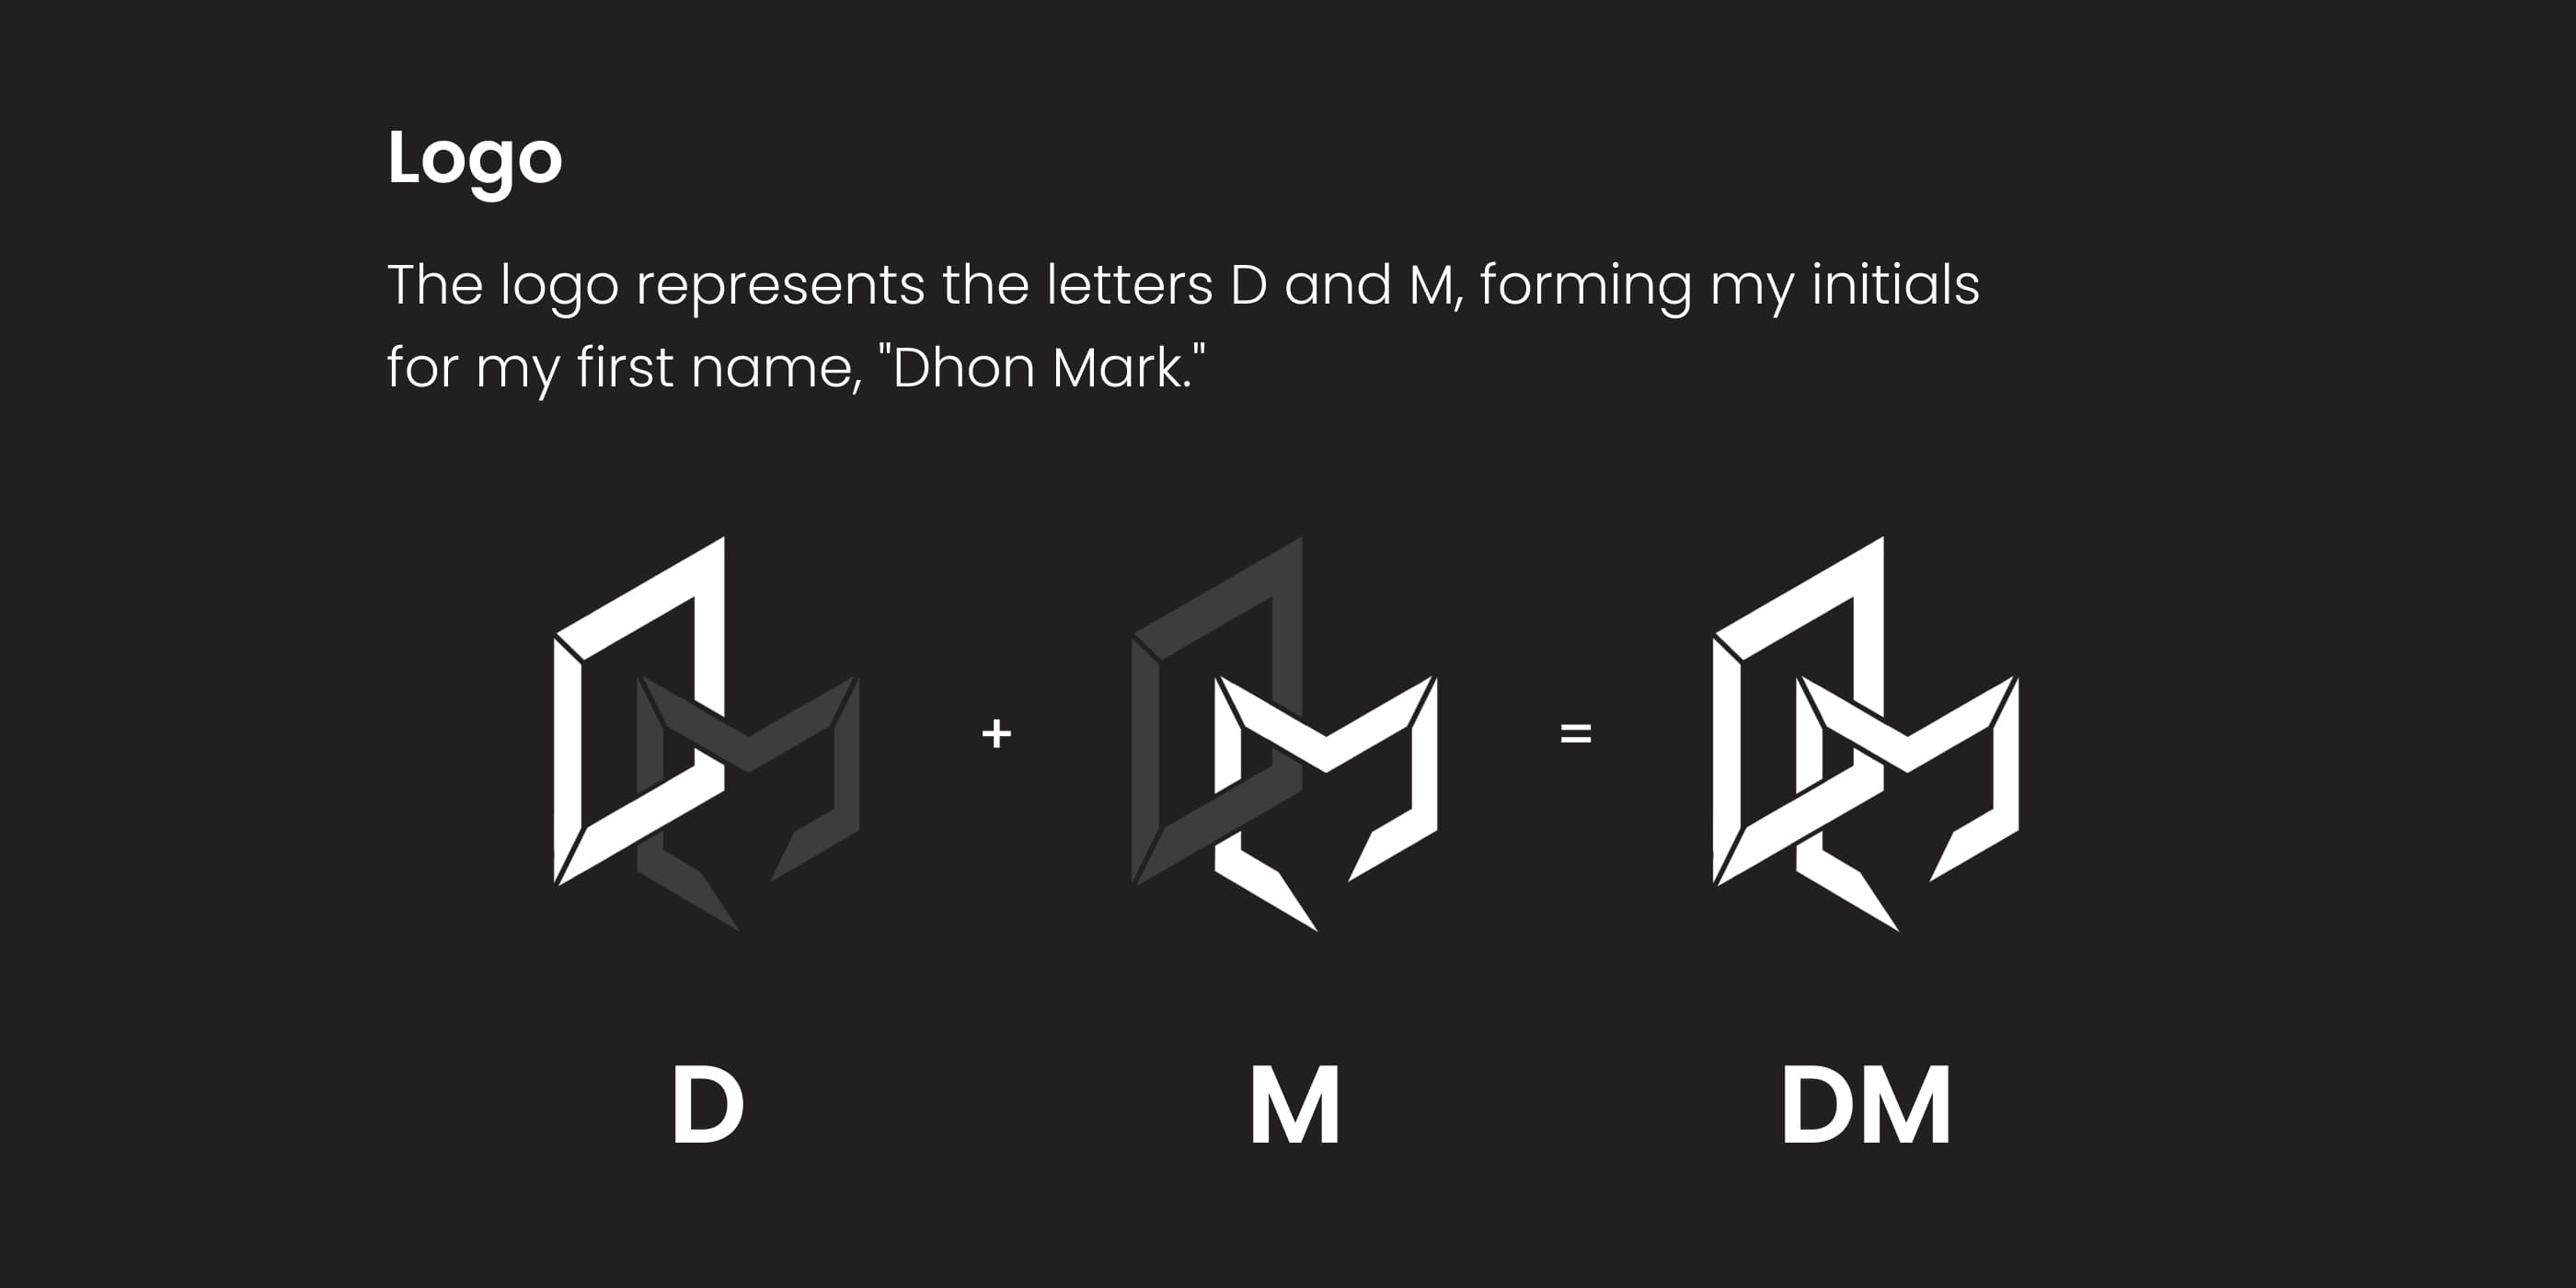 Logo
The logo represents the letters D and M, forming my initials
for my first name, "Dhon Mark."
+ =
D M DM